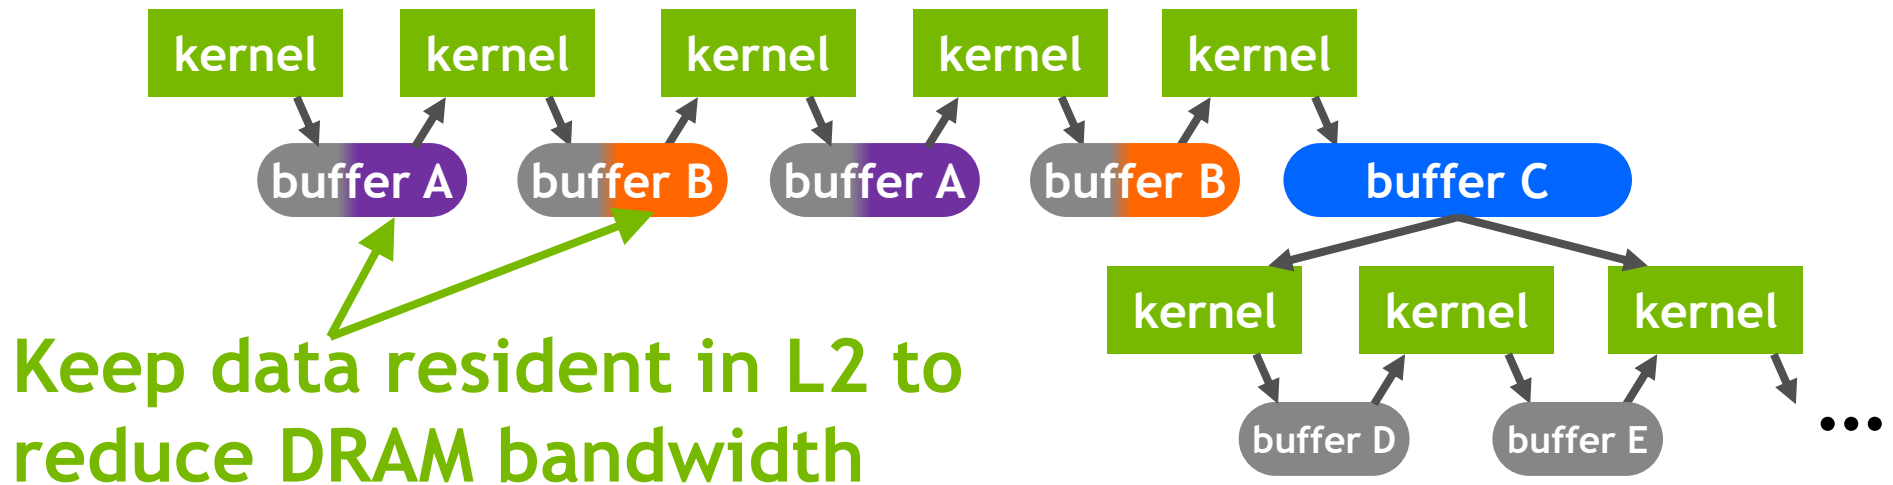 kernel kernel kernel kernel kernel
buffer A buffer B buffer A buffer B buffer C
kernel kernel kernel
Keep data resident in L2 to
reduce DRAM bandwidth
buffer D buffer E ...